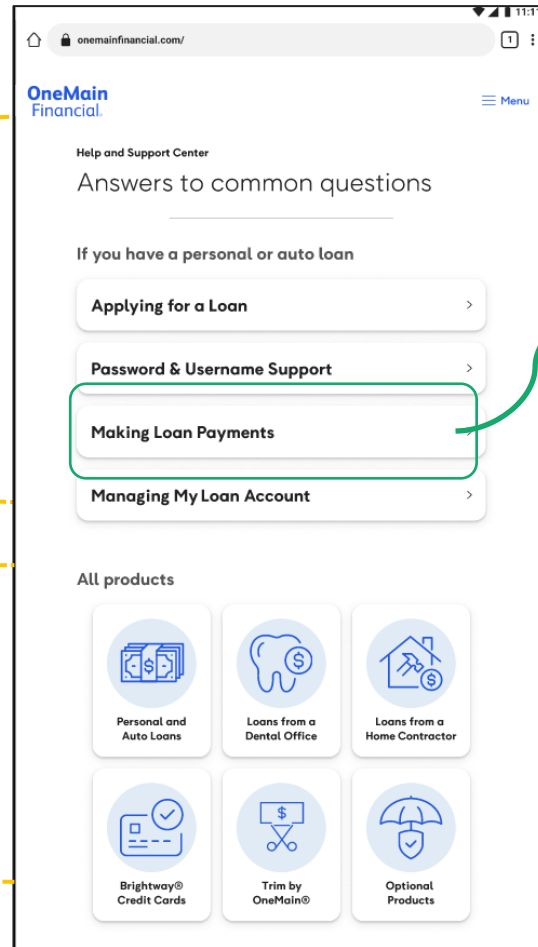 11:11
onemainfinancial.com/
1
OneMain
Financial.
Menu
Help and Support Center
Answers to common questions
If you have a personal or auto loan
Applying for a Loan
Password & Username Support
Making Loan Payments
Managing My Loan Account
All products
Personal and
Auto Loans
Loans from a
Dental Office
Loans from a
Home Contractor
Brightway®
Credit Cards
Trim by
OneMain®
Optional
Products